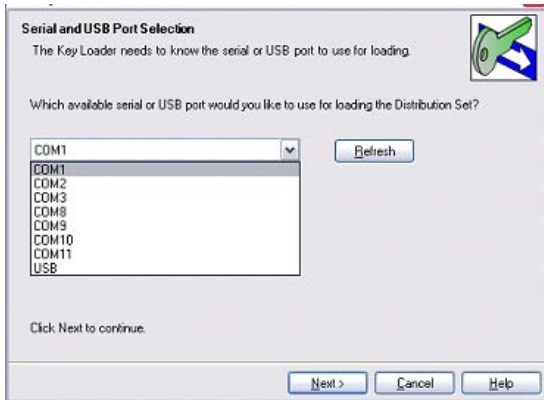 Serial and USB Port Selection
The Key Loader needs to know the serial or USB port to use for loading.
Which available serial or USB port would you like to use for loading the Distribution Set?
COM1
Refresh
COM1
COM2
COM3
COM8
COM9
COM10
COM11
USB
Click Next to continue.
Next > Cancel Help